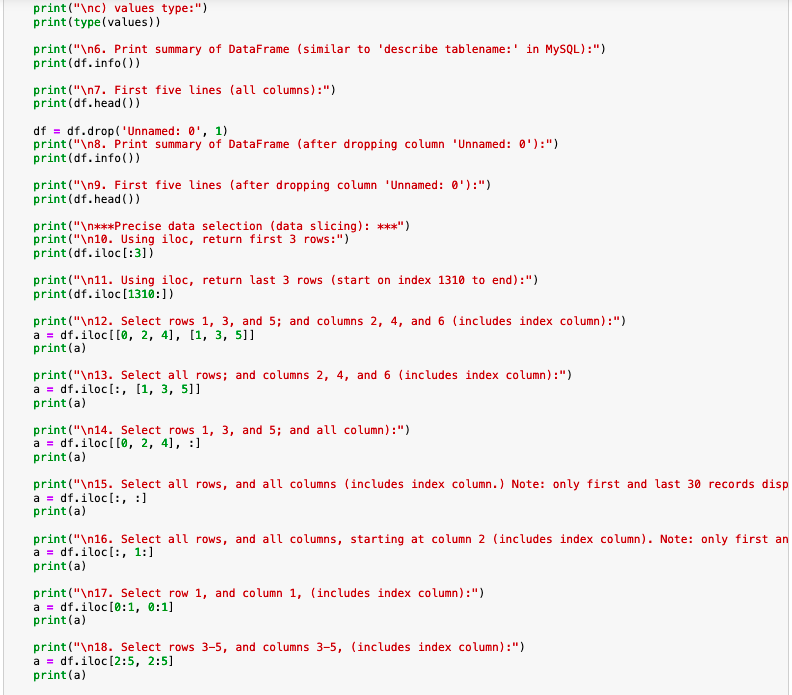 print("\nc) values type:")
print(type(values))
print("\n6. Print summary of DataFrame (similar to 'describe tablename:' in MySQL):")
print(df.info())
print("\n7. First five lines (all columns):")
print(df.head())
df = df.drop('Unnamed: 0', 1)
print("\n8. Print summary of DataFrame (after dropping column 'Unnamed: 0'):")
print(df.info())
print("\n9. First five lines (after dropping column 'Unnamed: 0'):")
print(df.head())
print("\n***Precise data selection (data slicing): ***")
print("\n10. Using iloc, return first 3 rows:")
print(df.iloc[:3])
print("\n11. Using iloc, return last 3 rows (start on index 1310 to end):")
print(df.iloc[1310:])
print("\n12. Select rows 1, 3, and 5; and columns 2, 4, and 6 (includes index column):")
a = df.iloc[[0, 2, 4], [1, 3, 5]]
print(a)
print("\n13. Select all rows; and columns 2, 4, and 6 (includes index column):")
a = df.iloc[:, [1, 3, 5]]
print(a)
print("\n14. Select rows 1, 3, and 5; and all column):")
a = df.iloc[[0, 2, 4], :]
print(a)
print("\n15. Select all rows, and all columns (includes index column.) Note: only first and last 30 records disp
a = df.iloc[:, :]
print(a)
print("\n16. Select all rows, and all columns, starting at column 2 (includes index column). Note: only first an
a = df.iloc[:, 1:]
print(a)
print("\n17. Select row 1, and column 1, (includes index column):")
a = df.iloc[0:1, 0:1]
print(a)
print("\n18. Select rows 3-5, and columns 3-5, (includes index column):")
a = df.iloc[2:5, 2:5]
print(a)